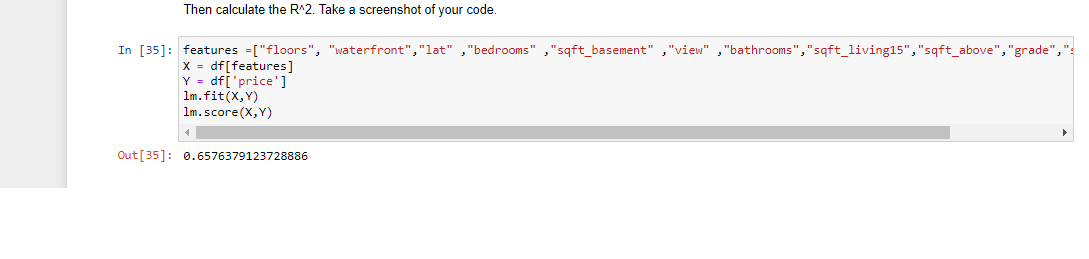 Then calculate the R^2. Take a screenshot of your code.
In [35]: features =["floors", "waterfront","lat" ,"bedrooms" ,"sqft_basement" ,"view" ,"bathrooms","sqft_living15","sqft_above","grade","
X = df[features]
Y = df['price']
lm.fit(X,Y)
lm.score(X,Y)
Out[35]: 0.6576379123728886